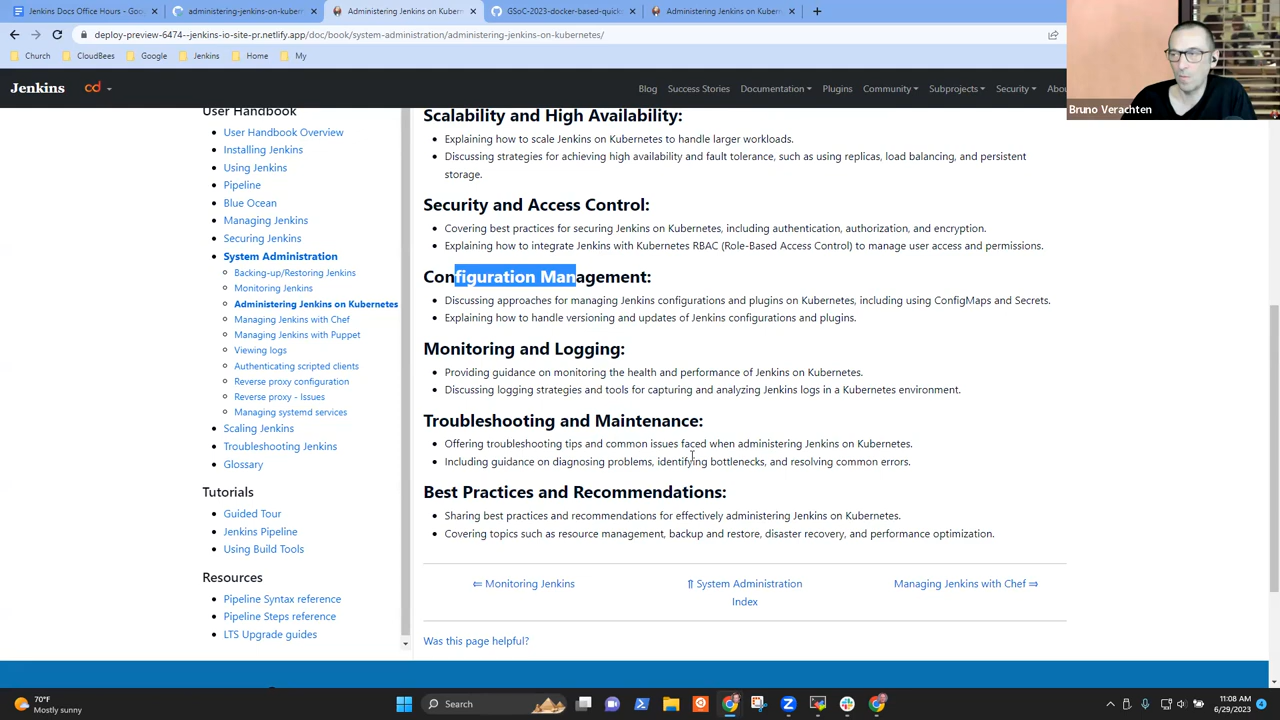 Jenkins Docs Office Hours - Goo
administering-jenkins-on-kuber
Administering Jenkins on Kuber
GSoC-2023-docker-based-quick
Administering Jenkins on Kuber
deploy-preview-6474--jenkins-io-site-pr.netlify.app/doc/book/system-administration/administering-jenkins-on-kubernetes/
Church
CloudBees
Google
Jenkins
Home
My
Jenkins
cd
Blog
Success Stories
Documentation
Plugins
Community
Subprojects
Security
Abou
Bruno Verachten
User Handbook
User Handbook Overview
Installing Jenkins
Using Jenkins
Pipeline
Blue Ocean
Managing Jenkins
Securing Jenkins
System Administration
Backing-up/Restoring Jenkins
Monitoring Jenkins
Administering Jenkins on Kubernetes
Managing Jenkins with Chef
Managing Jenkins with Puppet
Viewing logs
Authenticating scripted clients
Reverse proxy configuration
Reverse proxy - Issues
Managing systemd services
Scaling Jenkins
Troubleshooting Jenkins
Glossary
Tutorials
Guided Tour
Jenkins Pipeline
Using Build Tools
Resources
Pipeline Syntax reference
Pipeline Steps reference
LTS Upgrade guides
Scalability and High Availability:
Explaining how to scale Jenkins on Kubernetes to handle larger workloads.
Discussing strategies for achieving high availability and fault tolerance, such as using replicas, load balancing, and persistent
storage.
Security and Access Control:
Covering best practices for securing Jenkins on Kubernetes, including authentication, authorization, and encryption.
Explaining how to integrate Jenkins with Kubernetes RBAC (Role-Based Access Control) to manage user access and permissions.
Configuration Management:
Discussing approaches for managing Jenkins configurations and plugins on Kubernetes, including using ConfigMaps and Secrets.
Explaining how to handle versioning and updates of Jenkins configurations and plugins.
Monitoring and Logging:
Providing guidance on monitoring the health and performance of Jenkins on Kubernetes.
Discussing logging strategies and tools for capturing and analyzing Jenkins logs in a Kubernetes environment.
Troubleshooting and Maintenance:
Offering troubleshooting tips and common issues faced when administering Jenkins on Kubernetes.
Including guidance on diagnosing problems, identifying bottlenecks, and resolving common errors.
Best Practices and Recommendations:
Sharing best practices and recommendations for effectively administering Jenkins on Kubernetes.
Covering topics such as resource management, backup and restore, disaster recovery, and performance optimization.
⇐ Monitoring Jenkins
⇑ System Administration
Index
Managing Jenkins with Chef ⇒
Was this page helpful?
70°F
Mostly sunny
Search
11:08 AM
6/29/2023